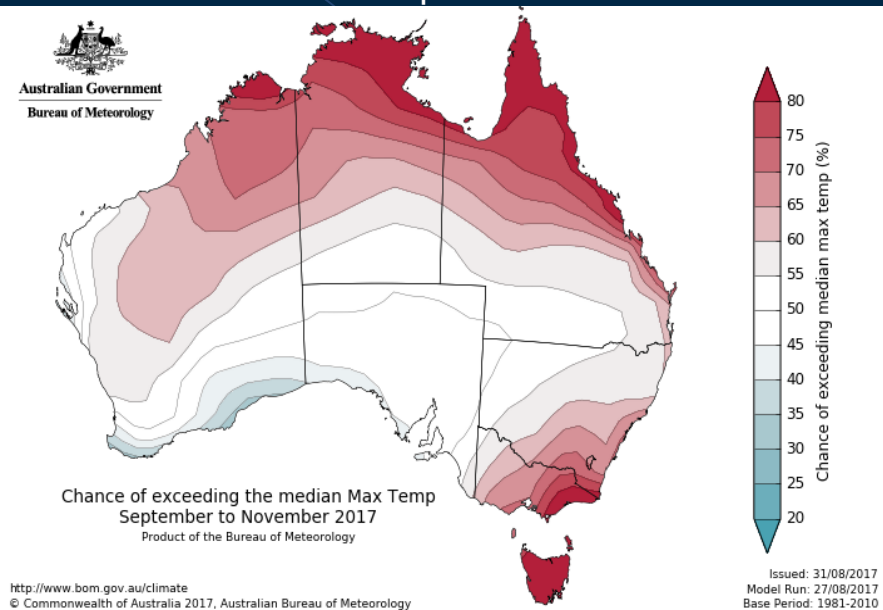 Australian Government
Bureau of Meteorology
80
75
70
65
60
55
50
45
40
35
30
25
20
Chance of exceeding median max temp (%)
Chance of exceeding the median Max Temp
September to November 2017
Product of the Bureau of Meteorology
http://www.bom.gov.au/climate
© Commonwealth of Australia 2017, Australian Bureau of Meteorology
Issued: 31/08/2017
Model Run: 27/08/2017
Base Period: 1981-2010